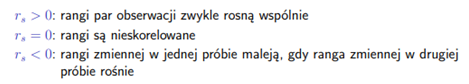 r_s > 0: rangi par obserwacji zwykle rosną wspólnie
r_s = 0: rangi są nieskorelowane
r_s < 0: rangi zmiennej w jednej próbie maleją, gdy ranga zmiennej w drugiej
próbie rośnie